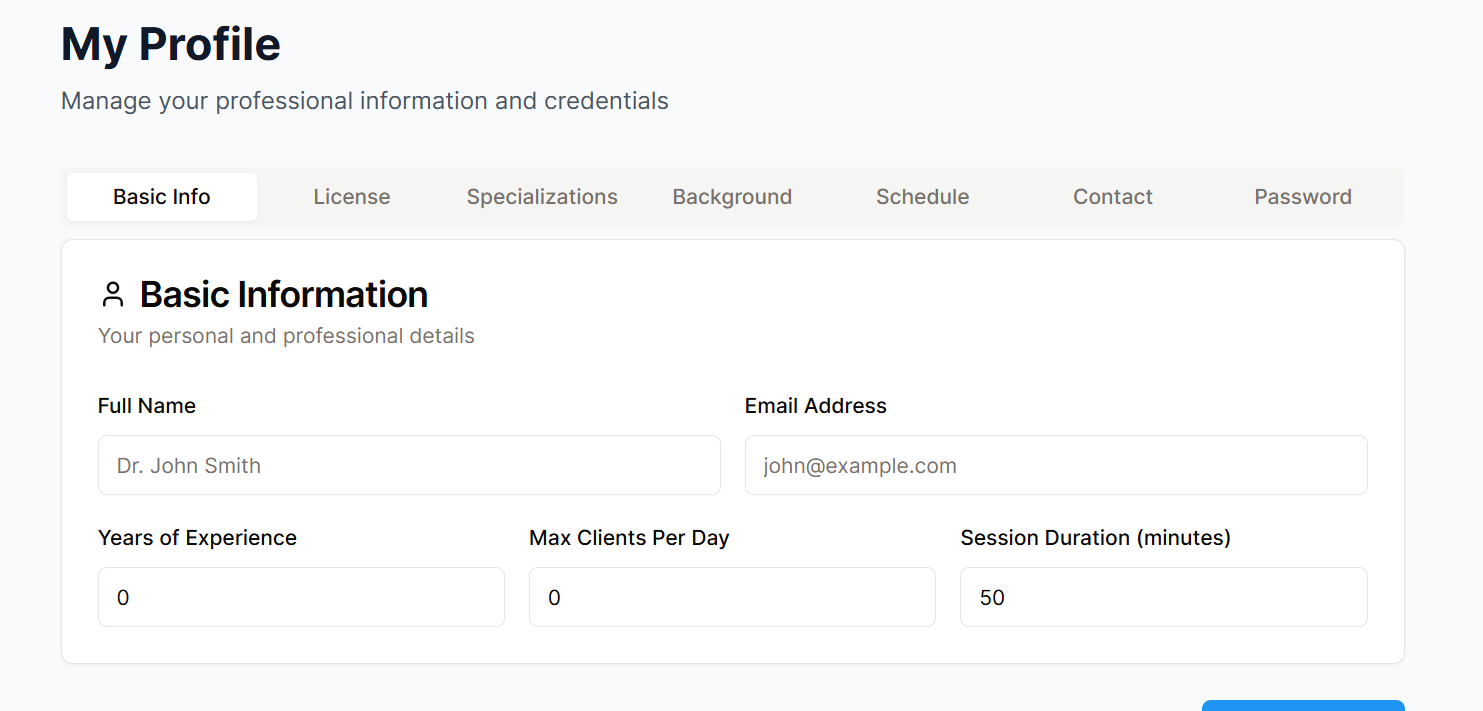 My Profile
Manage your professional information and credentials
Basic Info License Specializations Background Schedule Contact Password
Basic Information
Your personal and professional details
Full Name Email Address
Dr. John Smith john@example.com
Years of Experience Max Clients Per Day Session Duration (minutes)
0 0 50